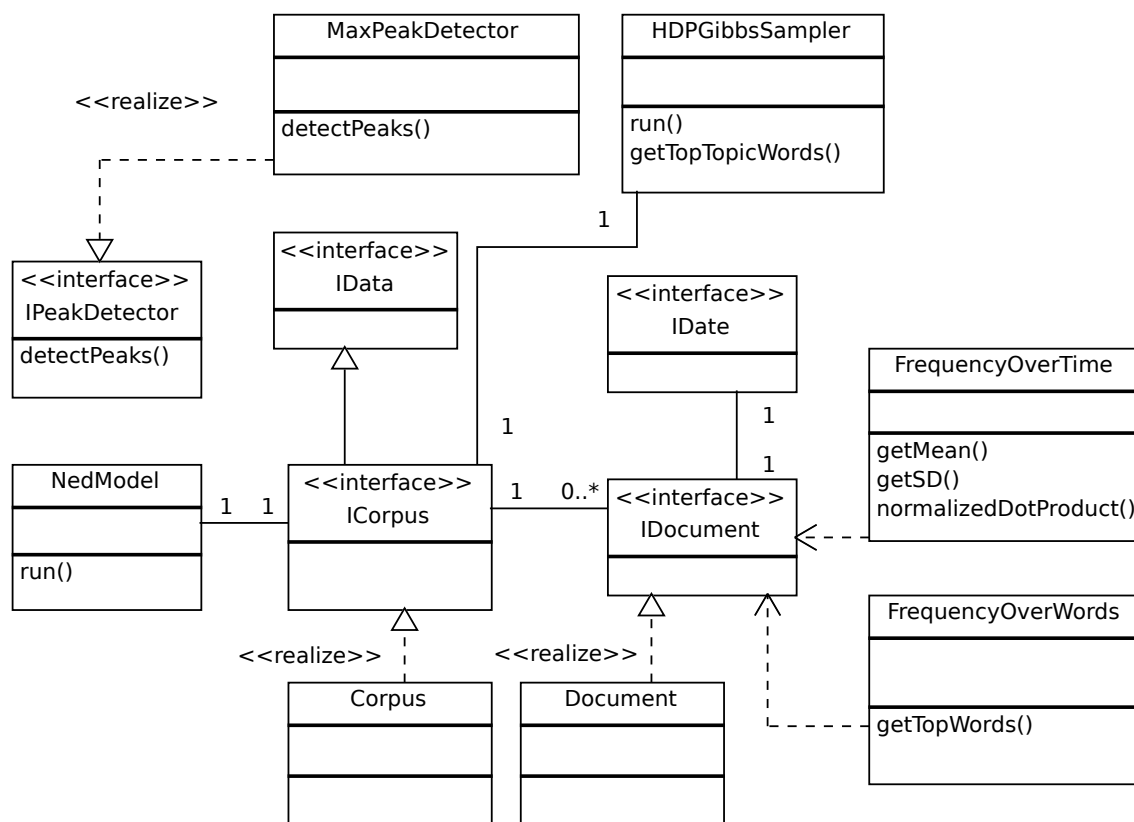 MaxPeakDetector
detectPeaks()
HDPGibbsSampler
run()
getTopTopicWords()
<<realize>>
1
<<interface>>
IData
<<interface>>
IPeakDetector
detectPeaks()
<<interface>>
IDate
FrequencyOverTime
getMean()
getSD()
normalizedDotProduct()
1
1
1
NedModel
run()
1
1
<<interface>>
ICorpus
1
0..*
<<interface>>
IDocument
FrequencyOverWords
getTopWords()
<<realize>>
<<realize>>
Corpus
Document